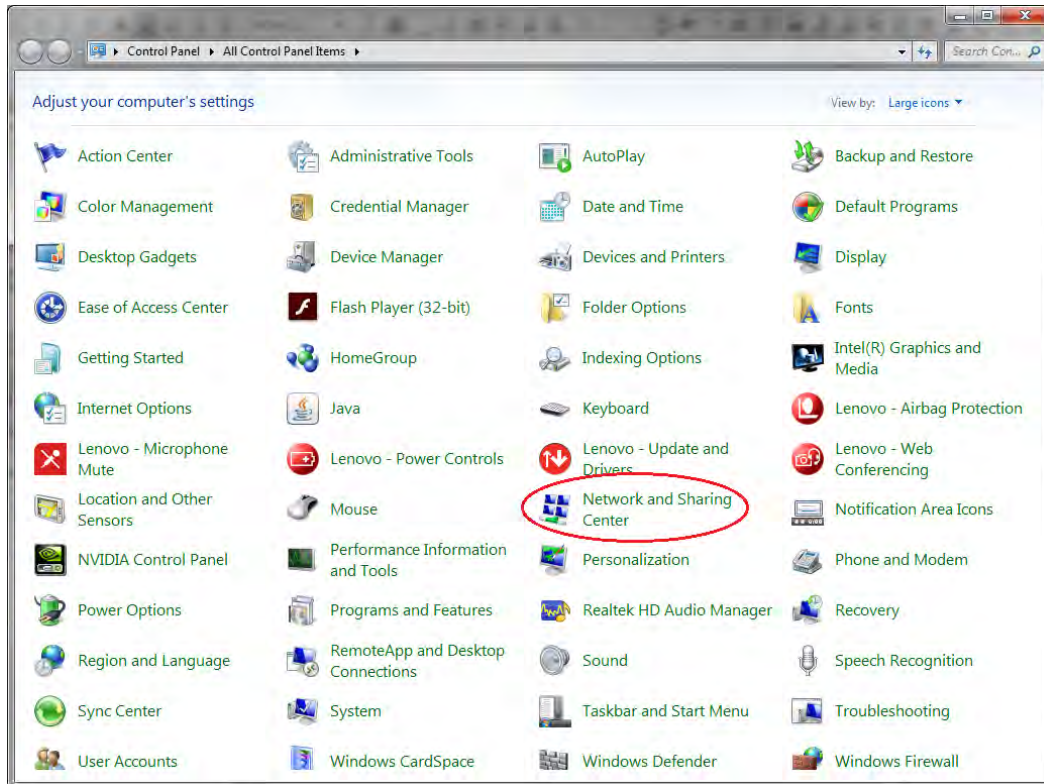 Control Panel ▸ All Control Panel Items ▸
Search Con...
Adjust your computer's settings
View by: Large icons
Action Center
Administrative Tools
AutoPlay
Backup and Restore
Color Management
Credential Manager
Date and Time
Default Programs
Desktop Gadgets
Device Manager
Devices and Printers
Display
Ease of Access Center
Flash Player (32-bit)
Folder Options
Fonts
Getting Started
HomeGroup
Indexing Options
Intel(R) Graphics and
Media
Internet Options
Java
Keyboard
Lenovo - Airbag Protection
Lenovo - Microphone
Mute
Lenovo - Power Controls
Lenovo - Update and
Drivers
Lenovo - Web
Conferencing
Location and Other
Sensors
Mouse
Network and Sharing
Center
Notification Area Icons
NVIDIA Control Panel
Performance Information
and Tools
Personalization
Phone and Modem
Power Options
Programs and Features
Realtek HD Audio Manager
Recovery
Region and Language
RemoteApp and Desktop
Connections
Sound
Speech Recognition
Sync Center
System
Taskbar and Start Menu
Troubleshooting
User Accounts
Windows CardSpace
Windows Defender
Windows Firewall